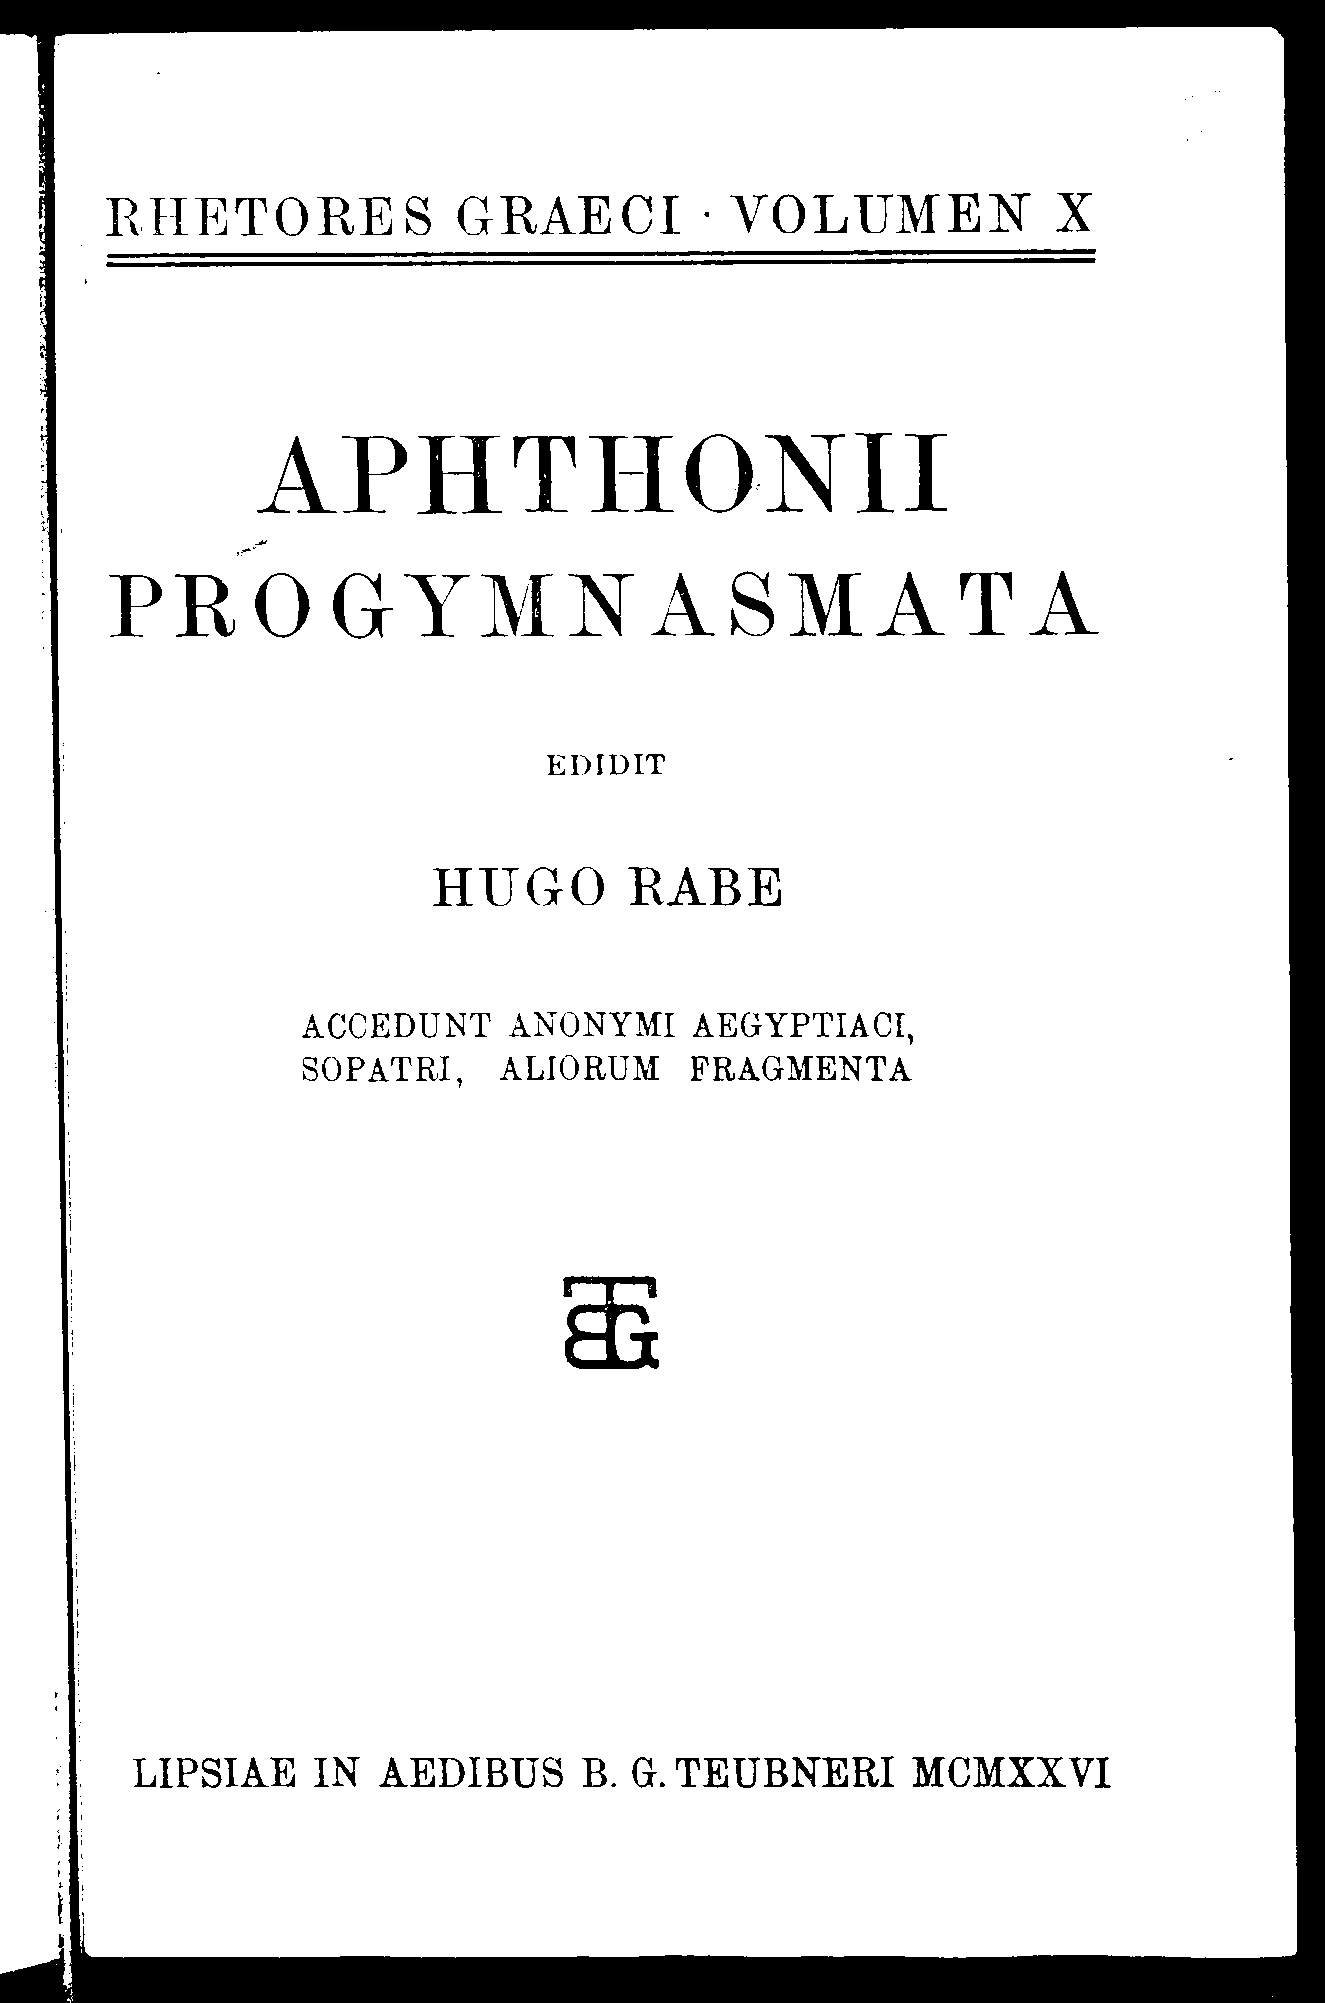 RHETORES GRAECI · VOLUMEN X
APHTHONII
PROGYMNASMATA
EDIDIT
HUGO RABE
ACCEDUNT ANONYMI AEGYPTIACI,
SOPATRI, ALIORUM FRAGMENTA
BTG
LIPSIAE IN AEDIBUS B. G. TEUBNERI MCMXXVI